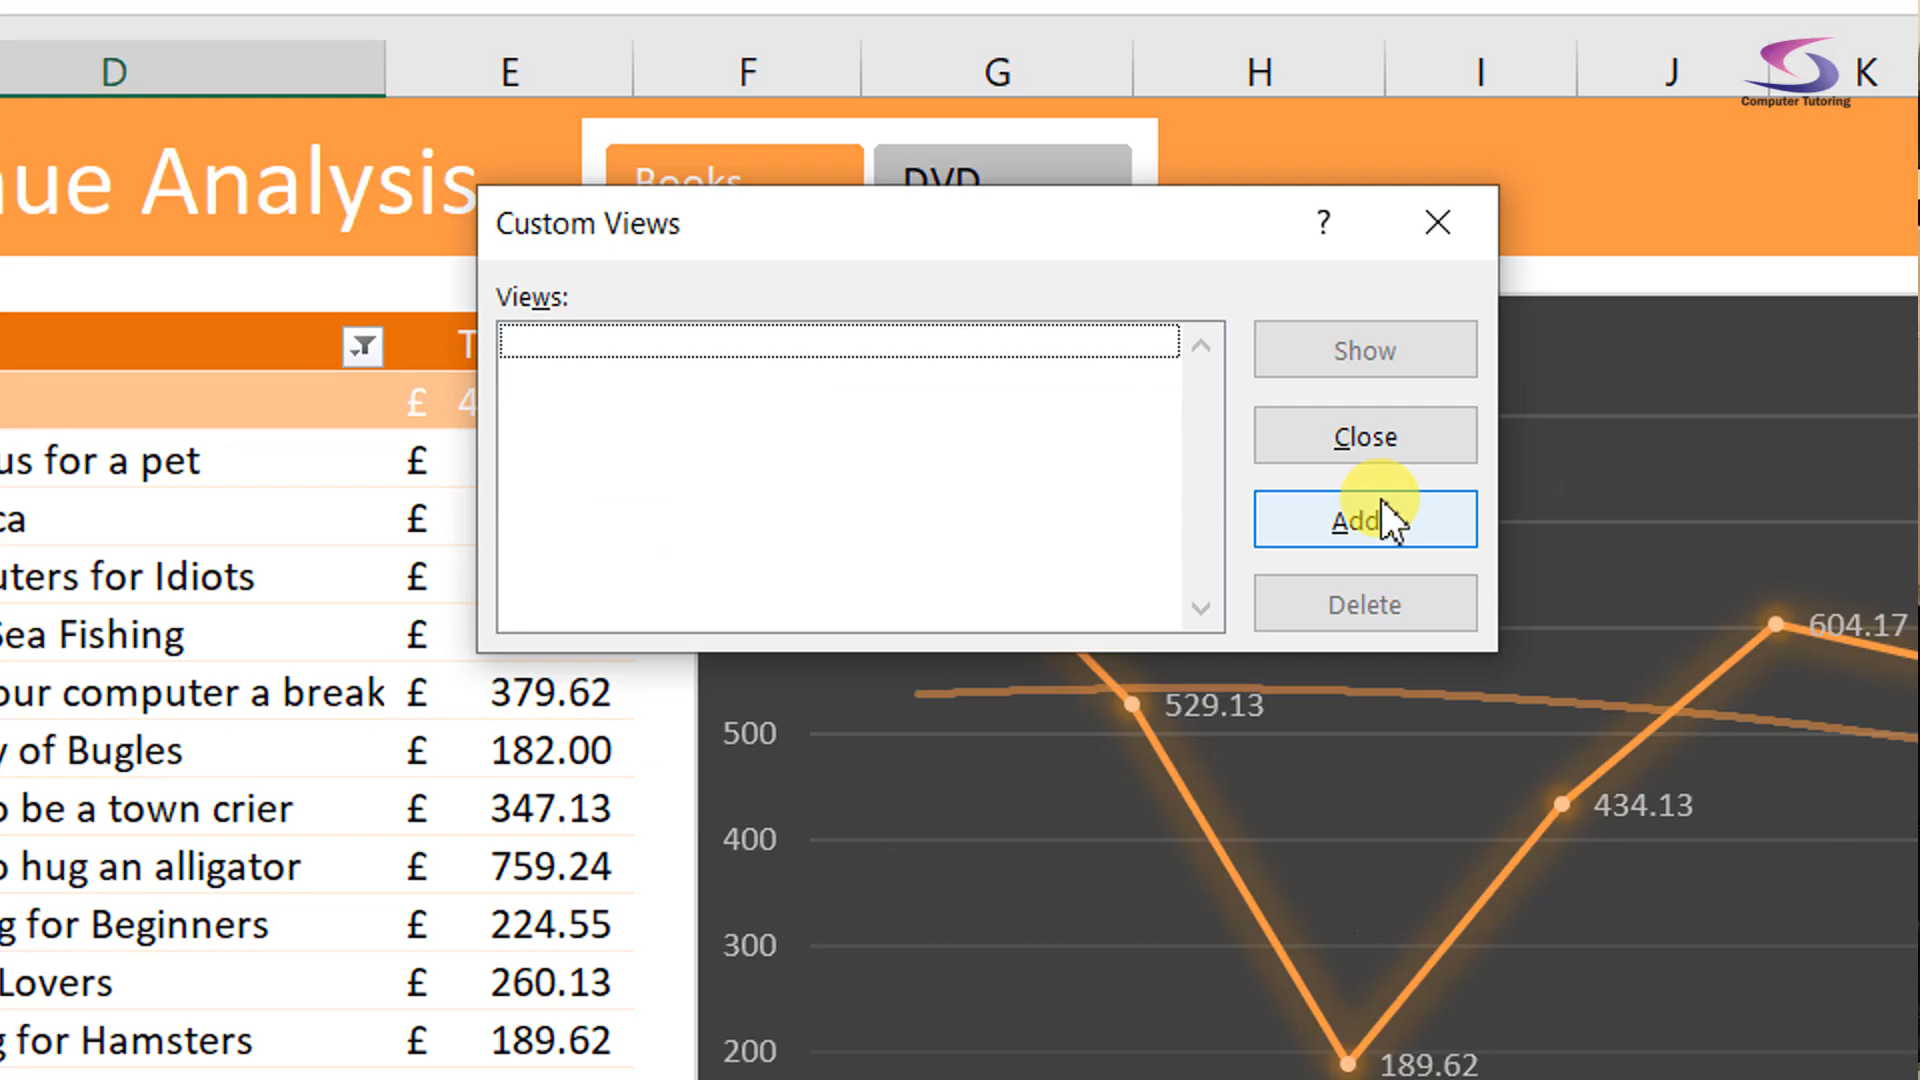 D E F G H I J K
Computer Tutoring
nue Analysis
Books DVD
Custom Views ?
Views:
Show
Close
Add
Delete
T
£ 4
us for a pet £
ca £
uters for Idiots £
Sea Fishing £
our computer a break £ 379.62
y of Bugles £ 182.00
o be a town crier £ 347.13
o hug an alligator £ 759.24
g for Beginners £ 224.55
Lovers £ 260.13
g for Hamsters £ 189.62
604.17
529.13
500
434.13
400
300
200
189.62